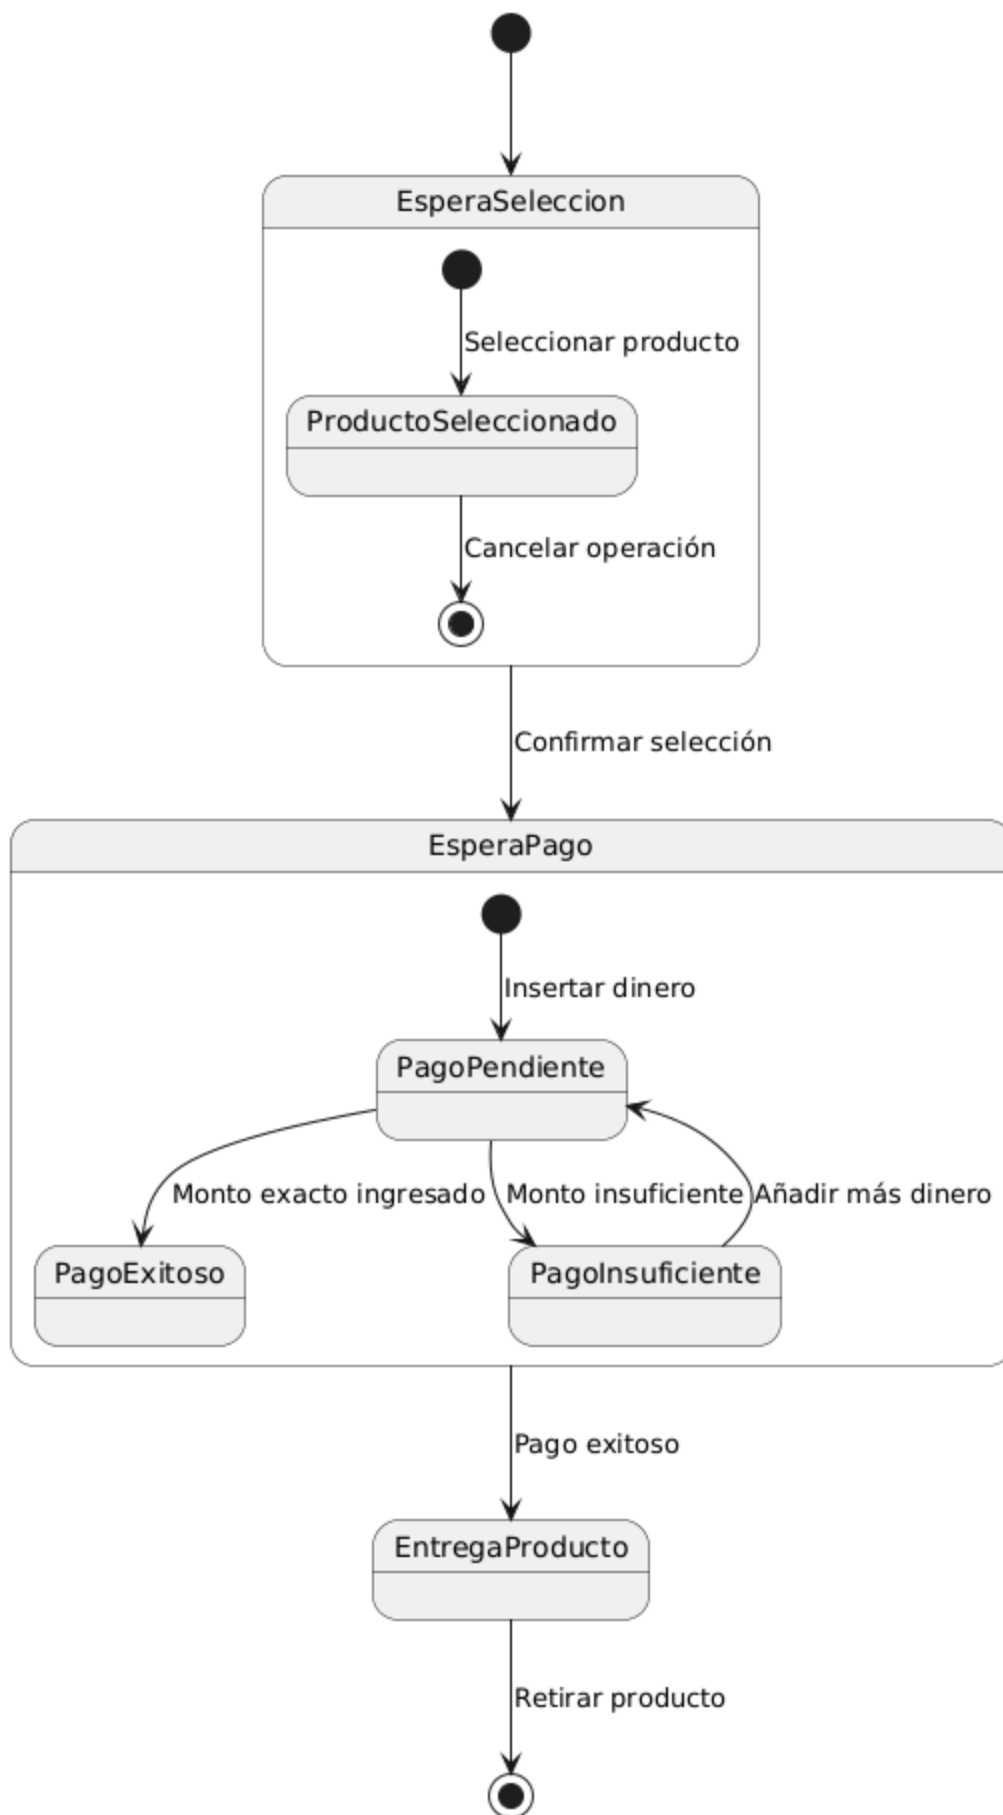 EsperaSeleccion
Seleccionar producto
ProductoSeleccionado
Cancelar operación
Confirmar selección
EsperaPago
Insertar dinero
PagoPendiente
Monto exacto ingresado
Monto insuficiente
Añadir más dinero
PagoExitoso
PagoInsuficiente
Pago exitoso
EntregaProducto
Retirar producto